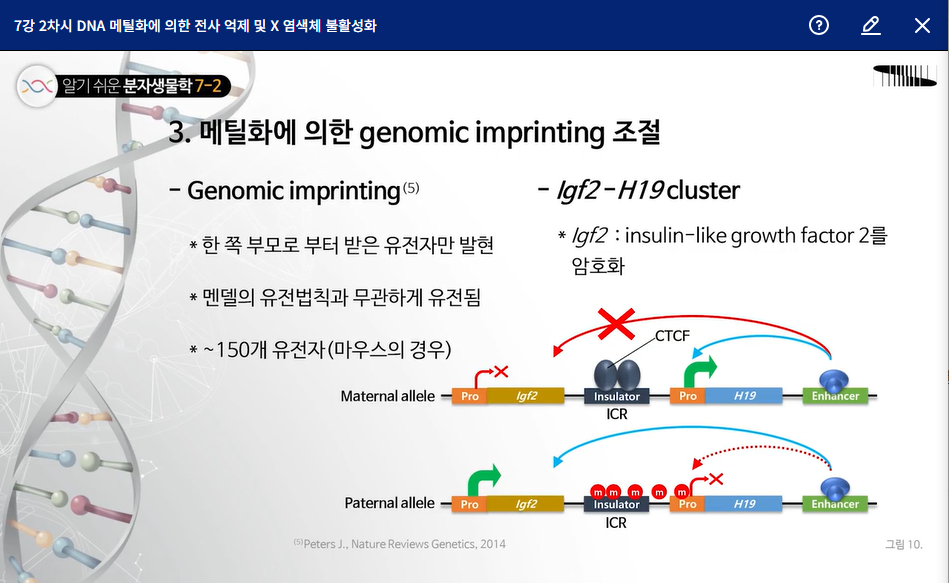 7강 2차시 DNA 메틸화에 의한 전사 억제 및 X 염색체 불활성화
알기 쉬운 분자생물학 7-2
3. 메틸화에 의한 genomic imprinting 조절
- Genomic imprinting(5)
* 한 쪽 부모로 부터 받은 유전자만 발현
* 멘델의 유전법칙과 무관하게 유전됨
* ~150개 유전자(마우스의 경우)
- Igf2-H19 cluster
* Igf2 : insulin-like growth factor 2를
암호화
CTCF
Maternal allele
Pro Igf2 Insulator Pro H19 Enhancer
ICR
m m m m m
Paternal allele
Pro Igf2 Insulator Pro H19 Enhancer
ICR
(5)Peters J., Nature Reviews Genetics, 2014
그림 10.